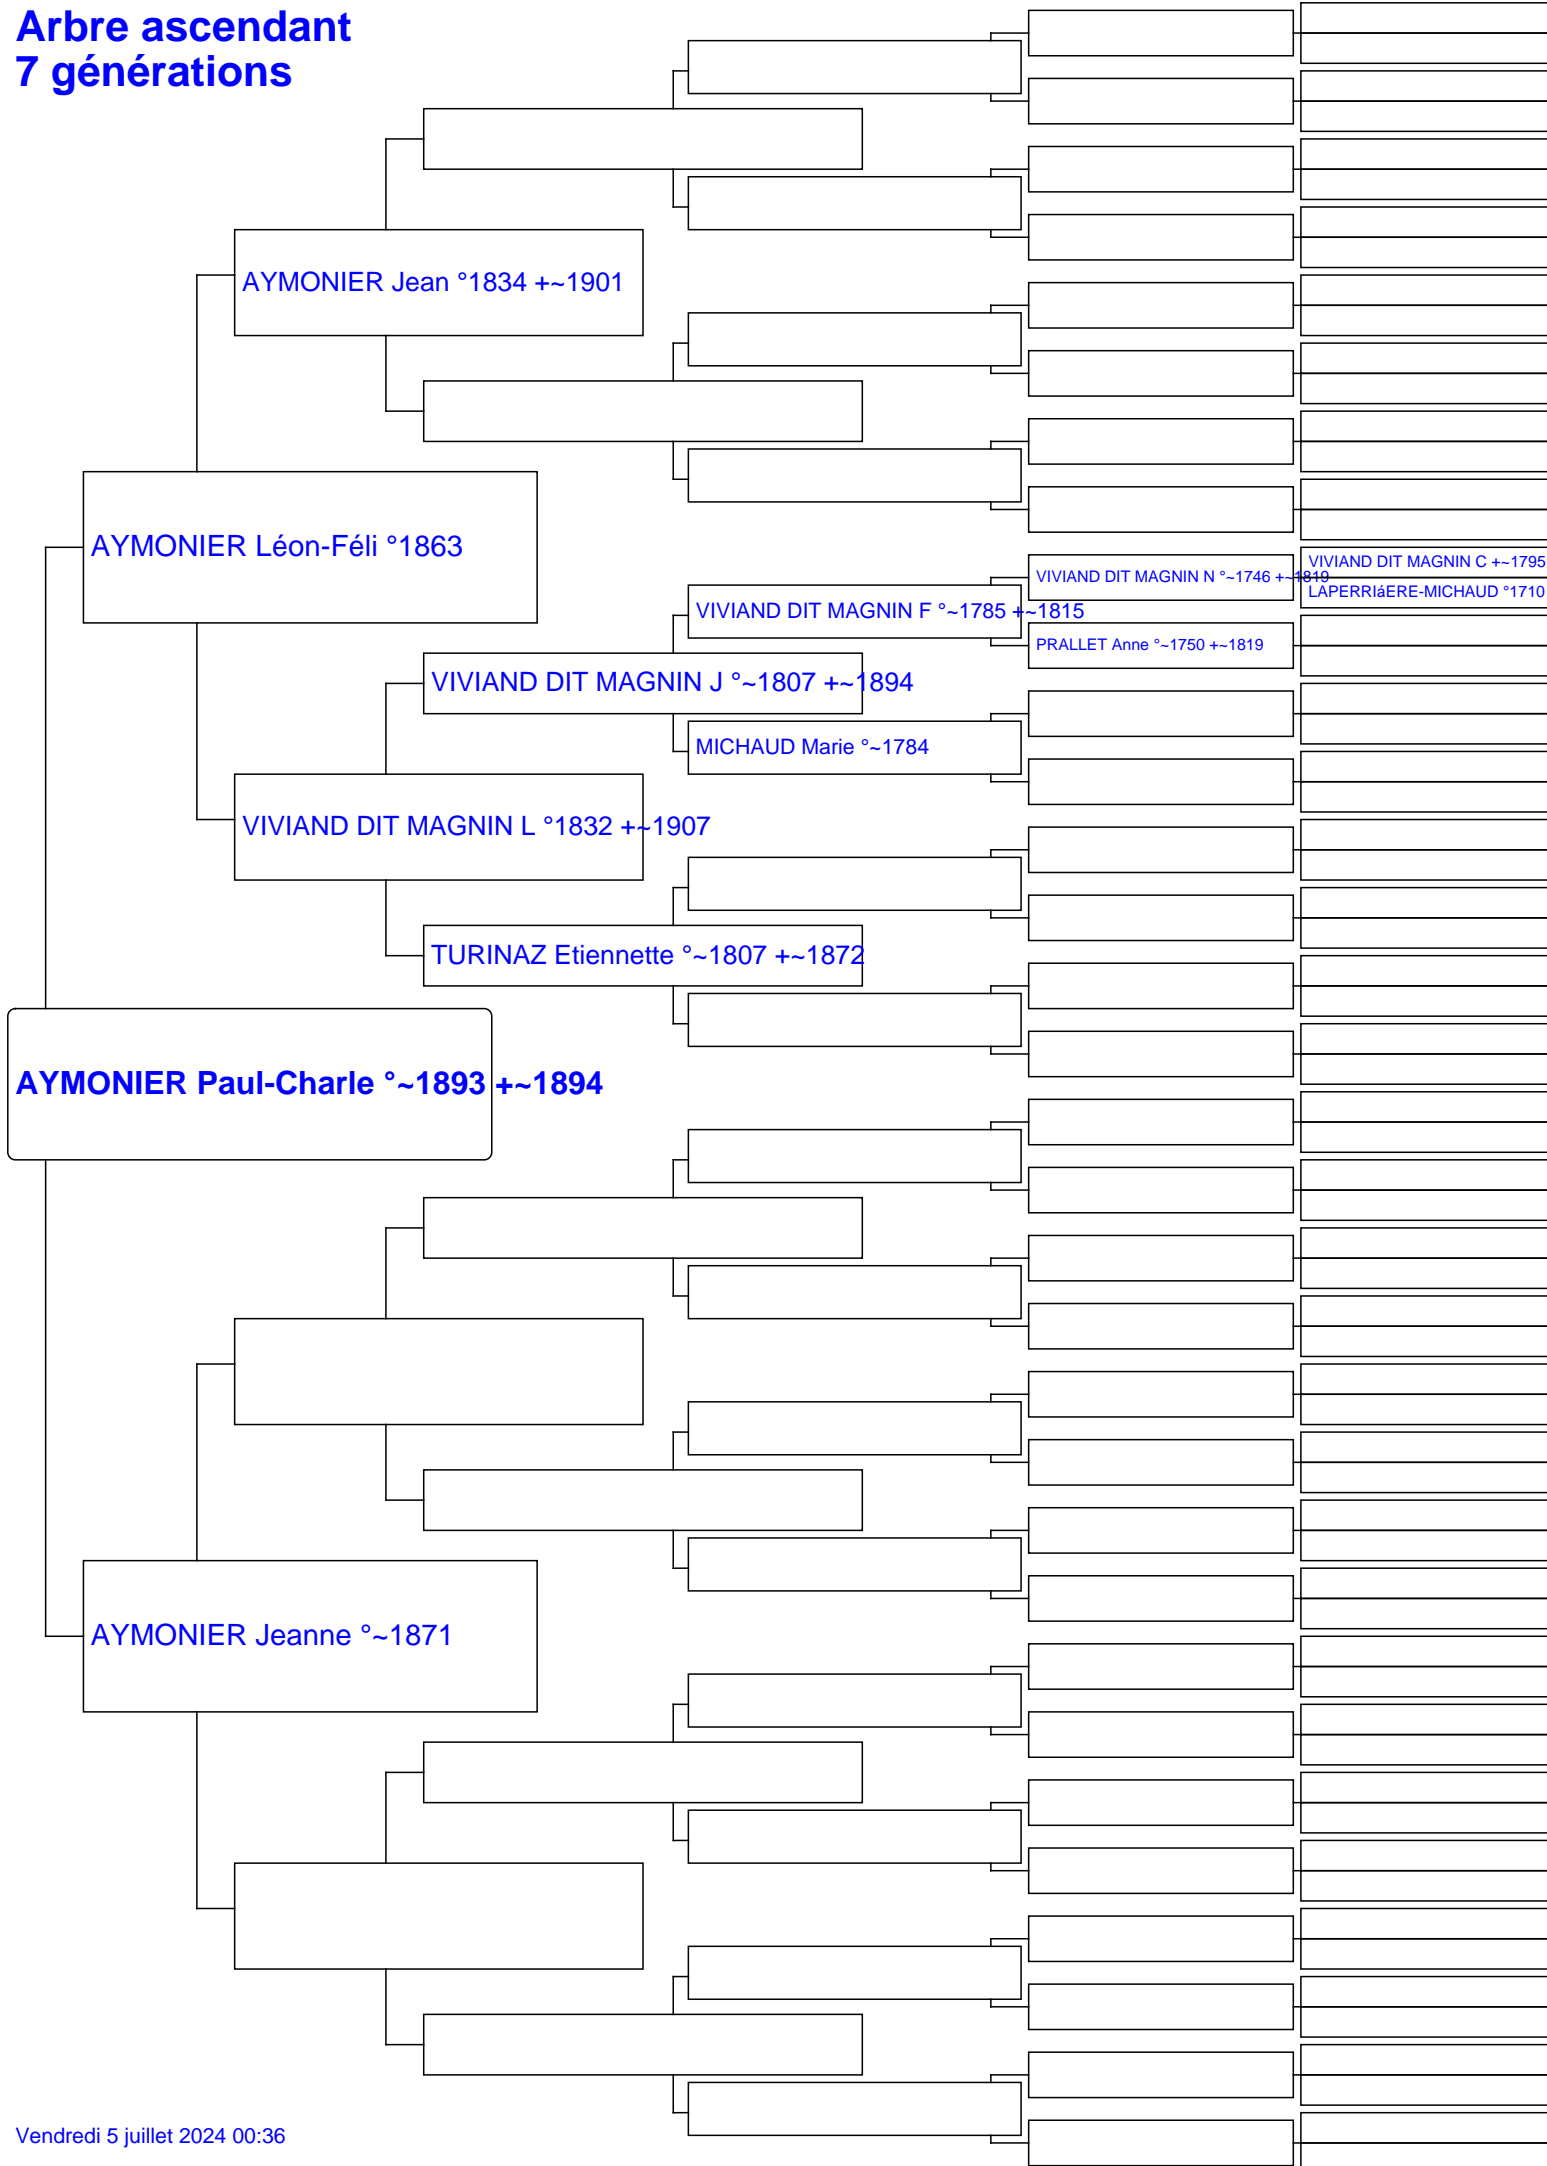 Arbre ascendant
7 générations
AYMONIER Jean °1834 +~1901
AYMONIER Léon-Féli °1863
VIVIAND DIT MAGNIN C +~1795
VIVIAND DIT MAGNIN N °~1746 +~1819
LAPERRIáERE-MICHAUD °1710
VIVIAND DIT MAGNIN F °~1785 +~1815
PRALLET Anne °~1750 +~1819
VIVIAND DIT MAGNIN J °~1807 +~1894
MICHAUD Marie °~1784
VIVIAND DIT MAGNIN L °1832 +~1907
TURINAZ Etiennette °~1807 +~1872
AYMONIER Paul-Charle °~1893 +~1894
AYMONIER Jeanne °~1871
Vendredi 5 juillet 2024 00:36